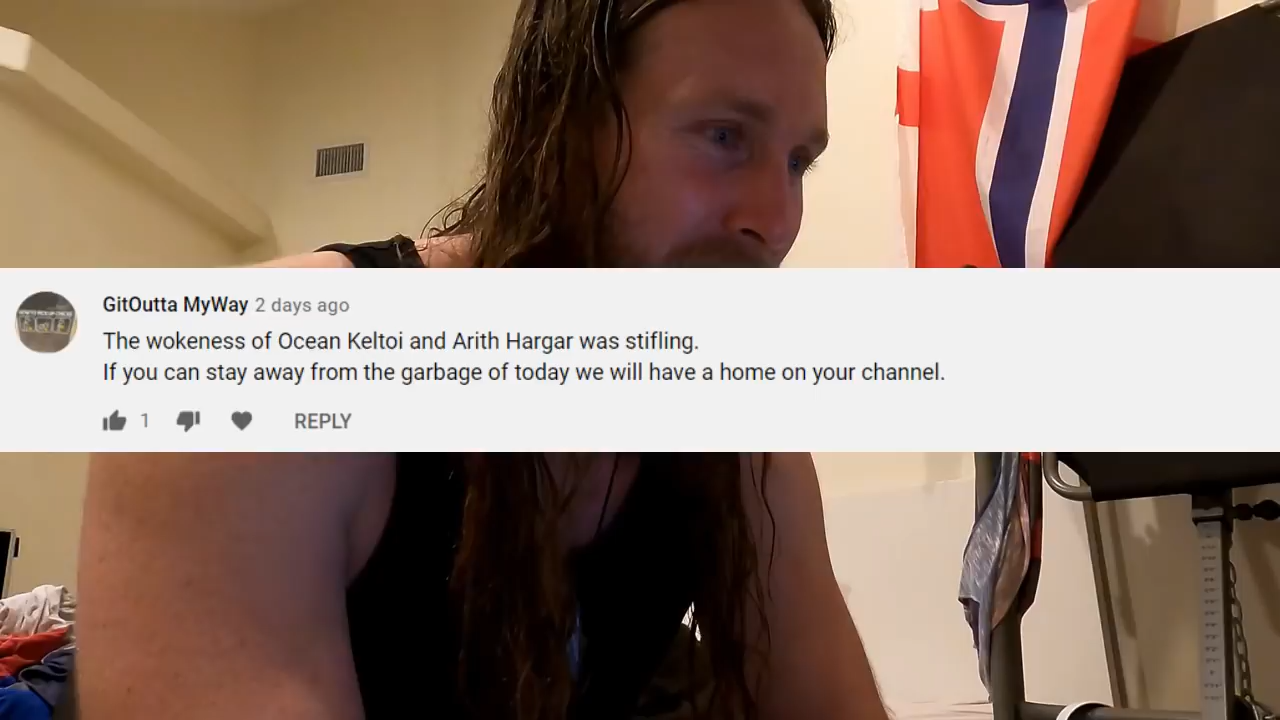 GitOutta MyWay 2 days ago
The wokeness of Ocean Keltoi and Arith Hargar was stifling.
If you can stay away from the garbage of today we will have a home on your channel.
1 REPLY